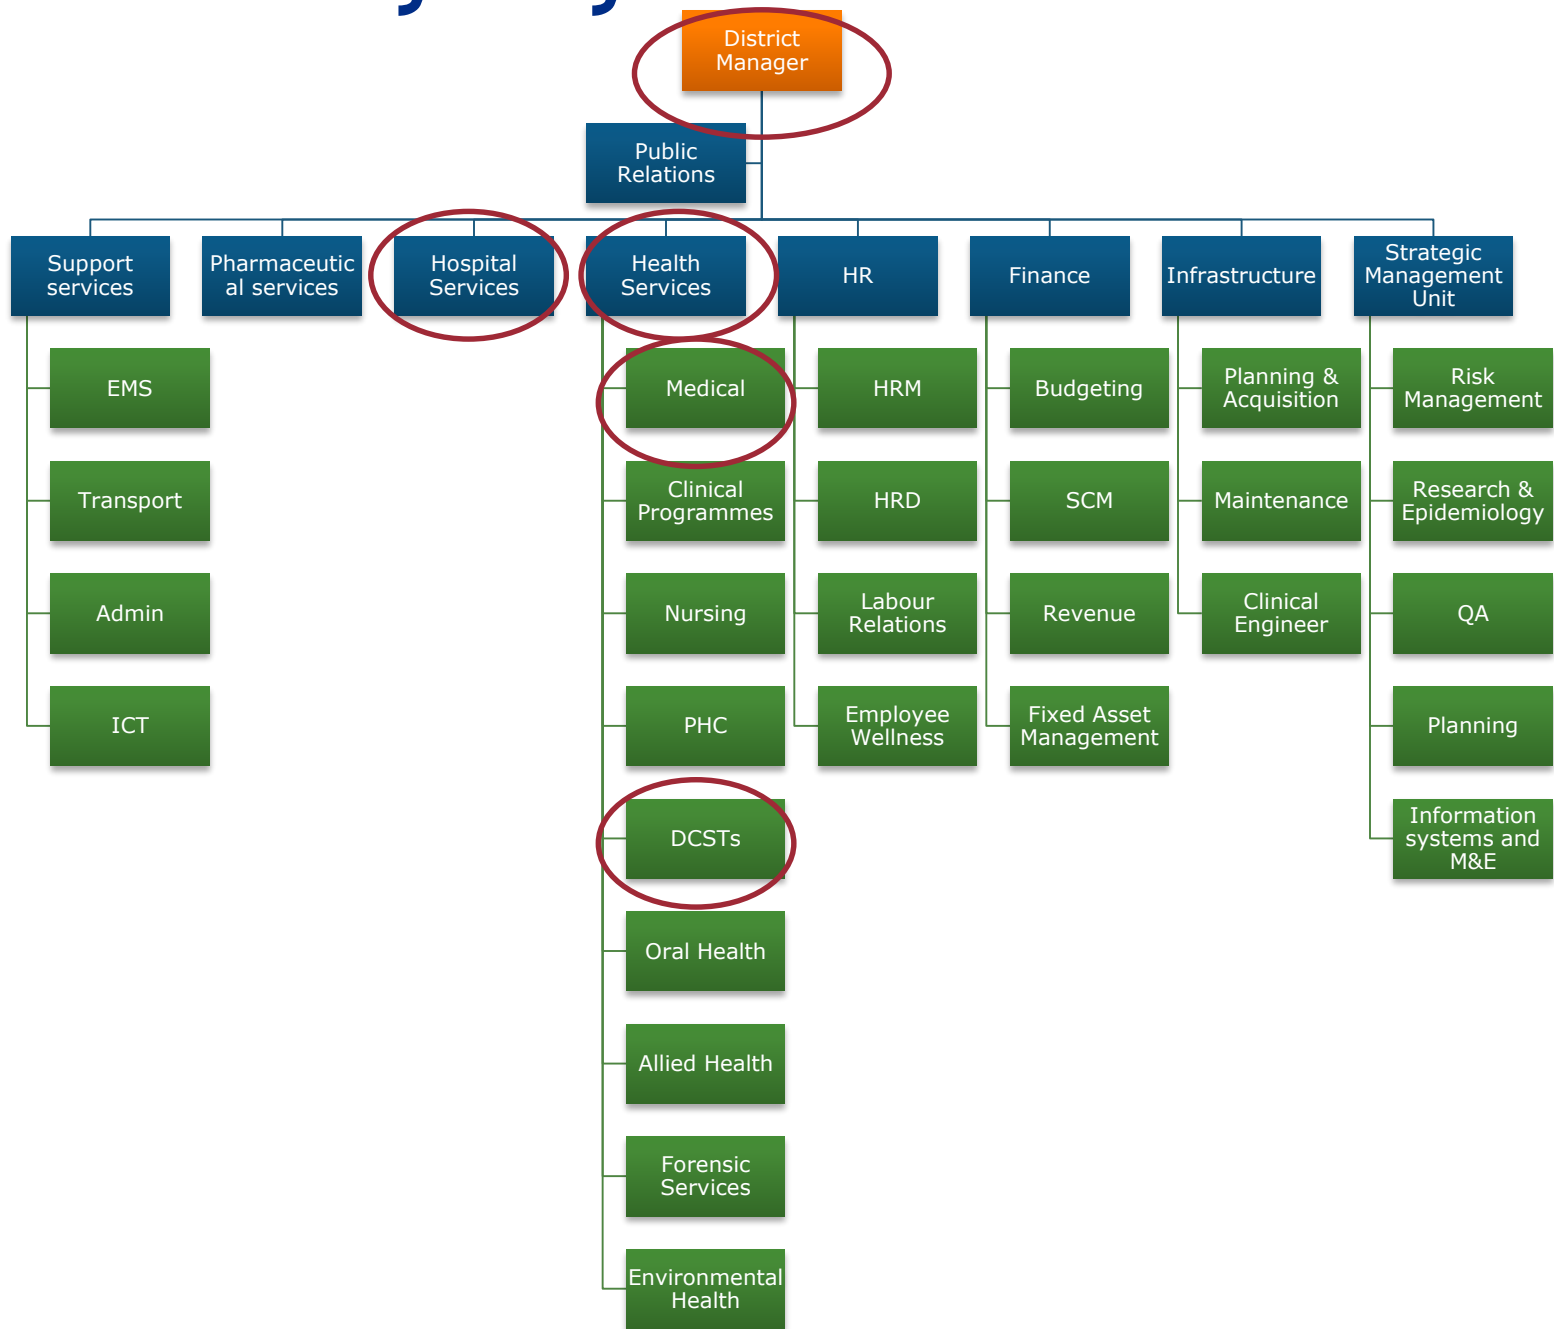 District
Manager
Public
Relations
Support
services
Pharmaceutic
al services
Hospital
Services
Health
Services
HR
Finance
Infrastructure
Strategic
Management
Unit
EMS
Transport
Admin
ICT
Medical
Clinical
Programmes
Nursing
PHC
DCSTs
Oral Health
Allied Health
Forensic
Services
Environmental
Health
HRM
HRD
Labour
Relations
Employee
Wellness
Budgeting
SCM
Revenue
Fixed Asset
Management
Planning &
Acquisition
Maintenance
Clinical
Engineer
Risk
Management
Research &
Epidemiology
QA
Planning
Information
systems and
M&E